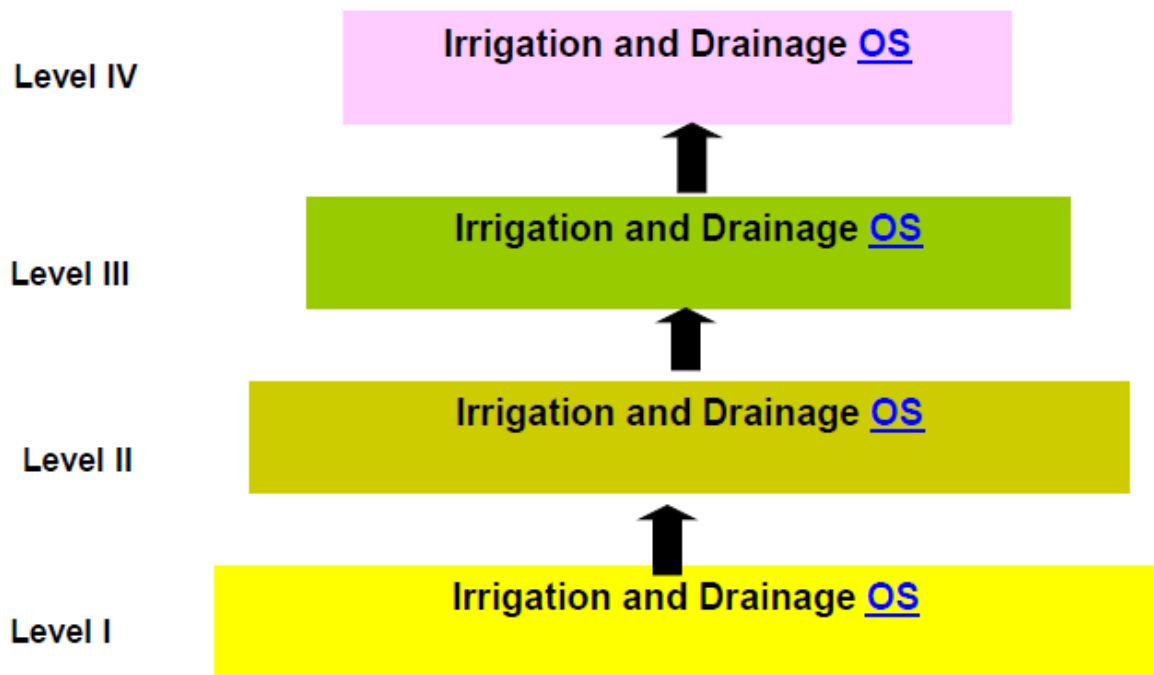 Irrigation and Drainage OS
Level IV
Irrigation and Drainage OS
Level III
Irrigation and Drainage OS
Level II
Irrigation and Drainage OS
Level I